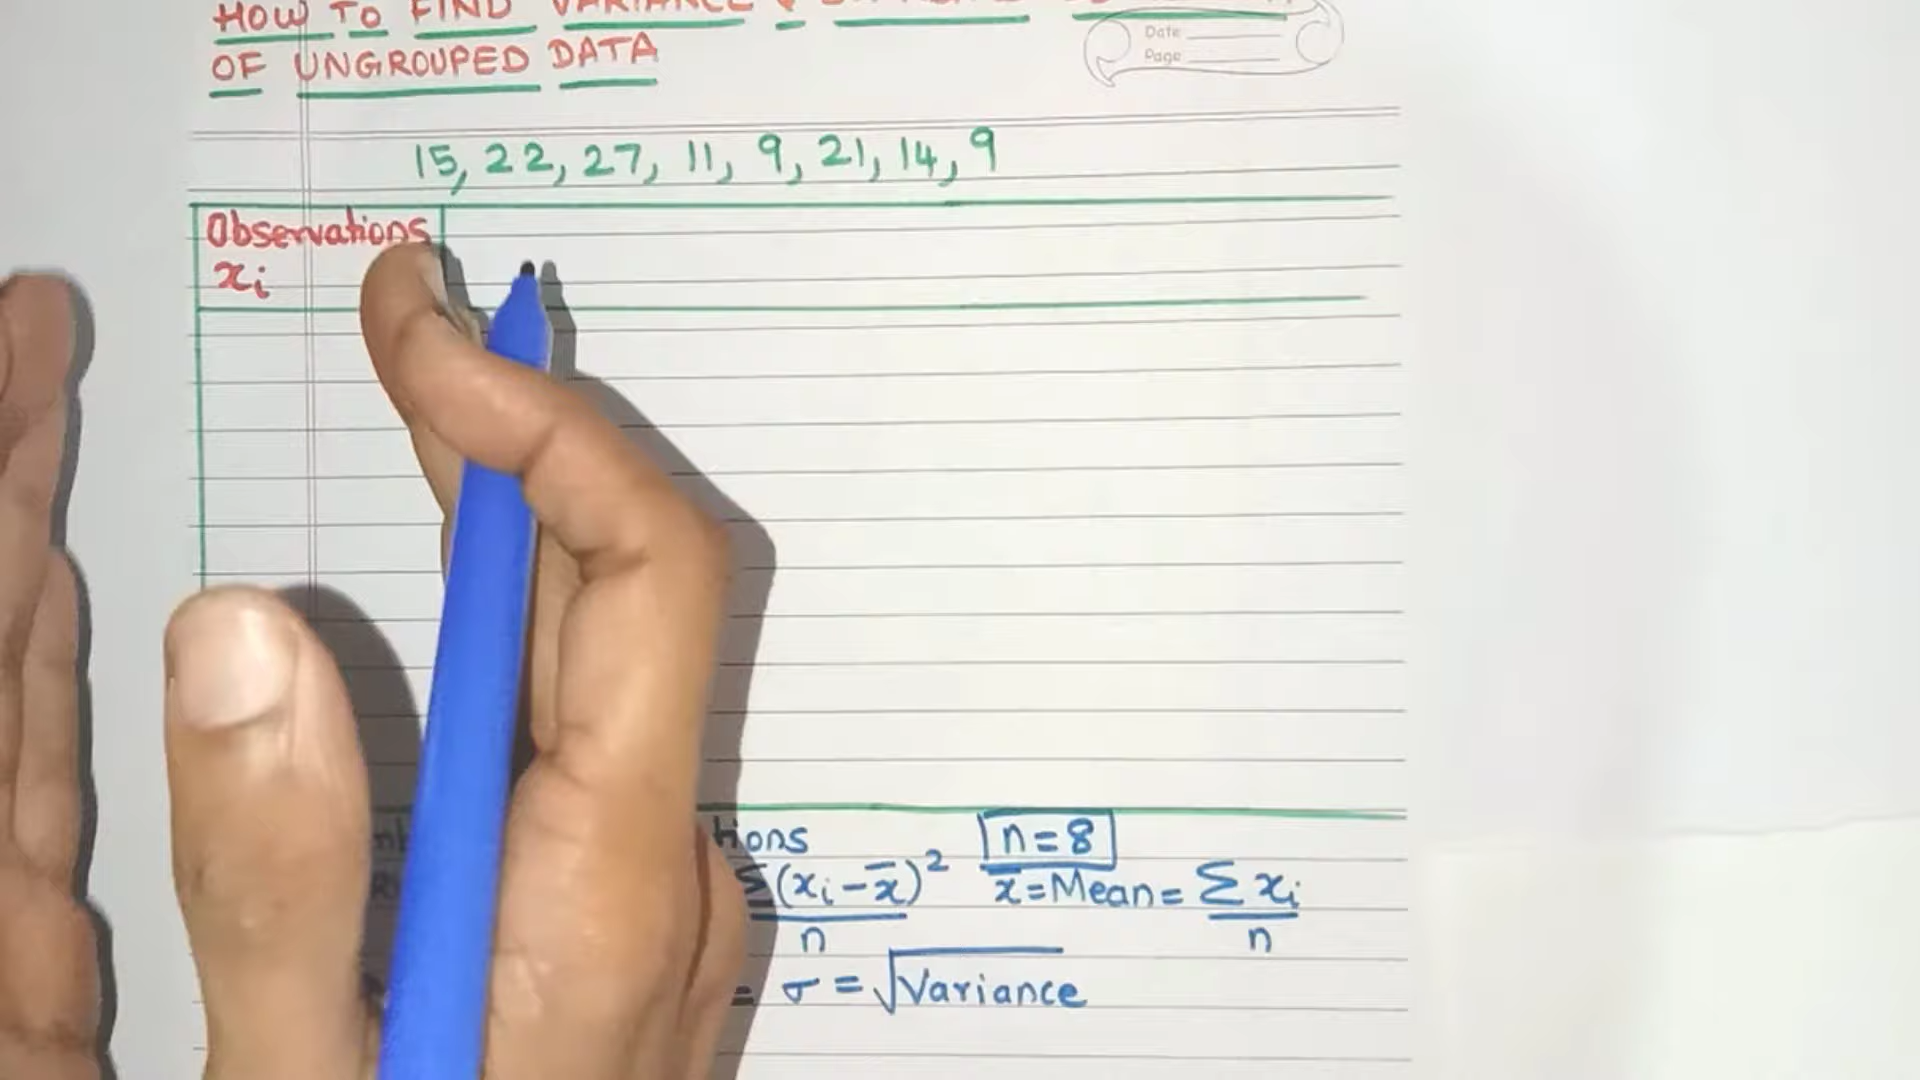 HOW TO FIND VARIANCE &
OF UNGROUPED DATA
Date
Page
15, 22, 27, 11, 9, 21, 14, 9
Observations
xᵢ
n = 8
Σ(xᵢ-x̄)² / n x̄ = Mean = Σxᵢ / n
= σ = √Variance